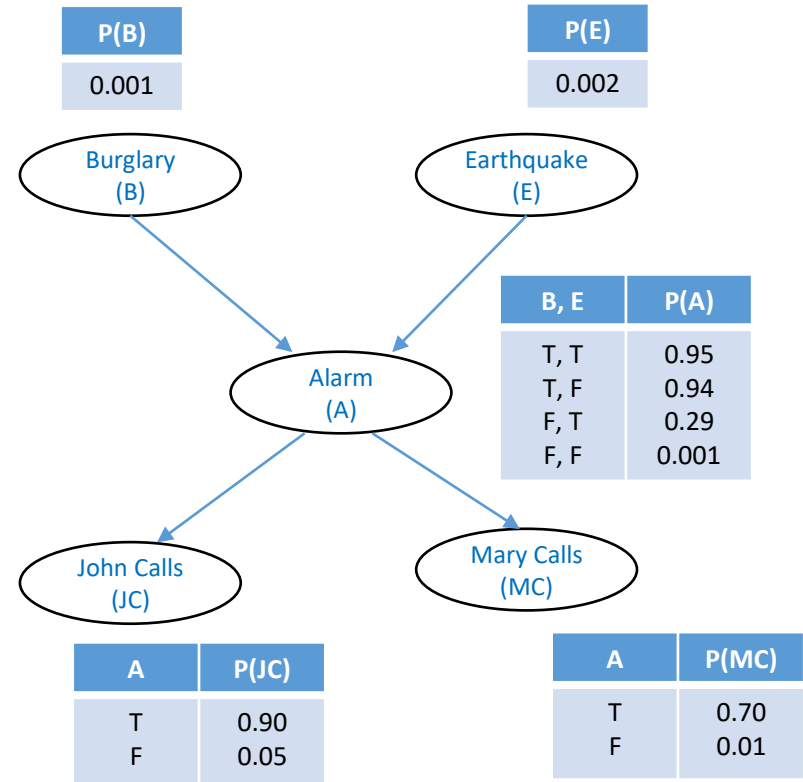 P(B)
0.001
P(E)
0.002
Burglary
(B)
Earthquake
(E)
B, E P(A)
T, T 0.95
T, F 0.94
F, T 0.29
F, F 0.001
Alarm
(A)
John Calls
(JC)
Mary Calls
(MC)
A P(JC)
T 0.90
F 0.05
A P(MC)
T 0.70
F 0.01